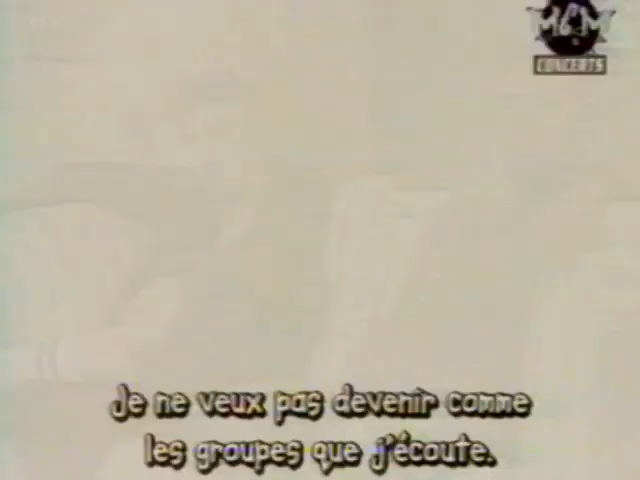 MCM
CONCERTS
Je ne veux pas devenir comme
les groupes que j'écoute.